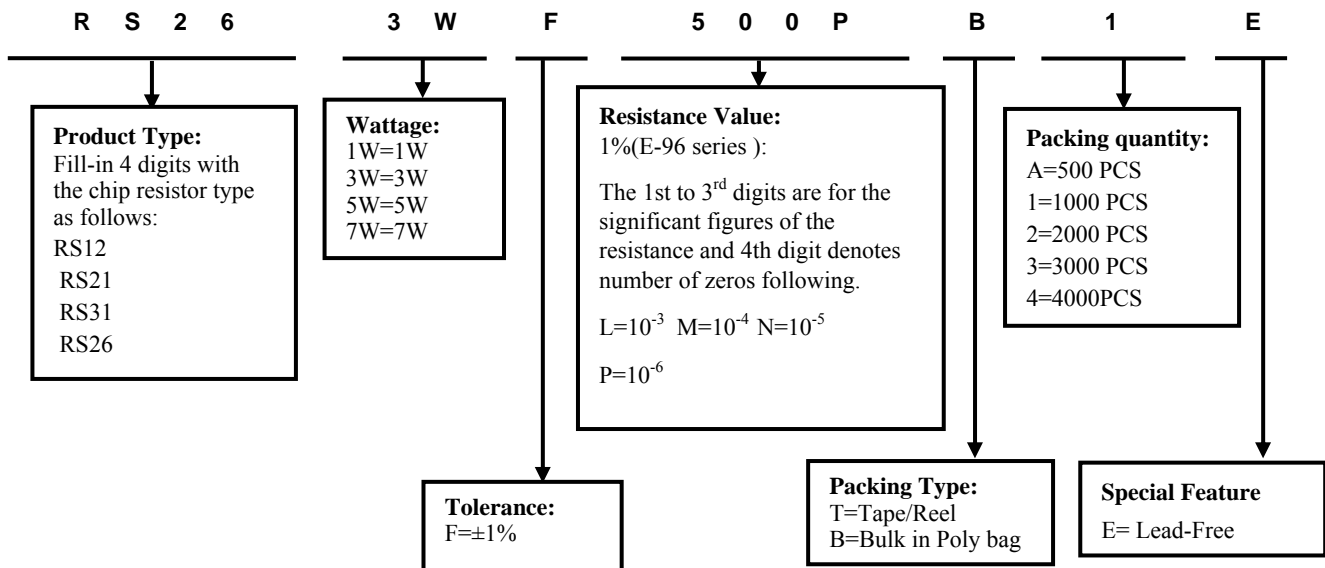 R S 2 6 3 W F 5 0 0 P B 1 E
Product Type:
Fill-in 4 digits with
the chip resistor type
as follows:
RS12
RS21
RS31
RS26
Wattage:
1W=1W
3W=3W
5W=5W
7W=7W
Resistance Value:
1%(E-96 series ):
The 1st to 3rd digits are for the
significant figures of the
resistance and 4th digit denotes
number of zeros following.
L=10-3 M=10-4 N=10-5
P=10-6
Packing quantity:
A=500 PCS
1=1000 PCS
2=2000 PCS
3=3000 PCS
4=4000PCS
Tolerance:
F=±1%
Packing Type:
T=Tape/Reel
B=Bulk in Poly bag
Special Feature
E= Lead-Free